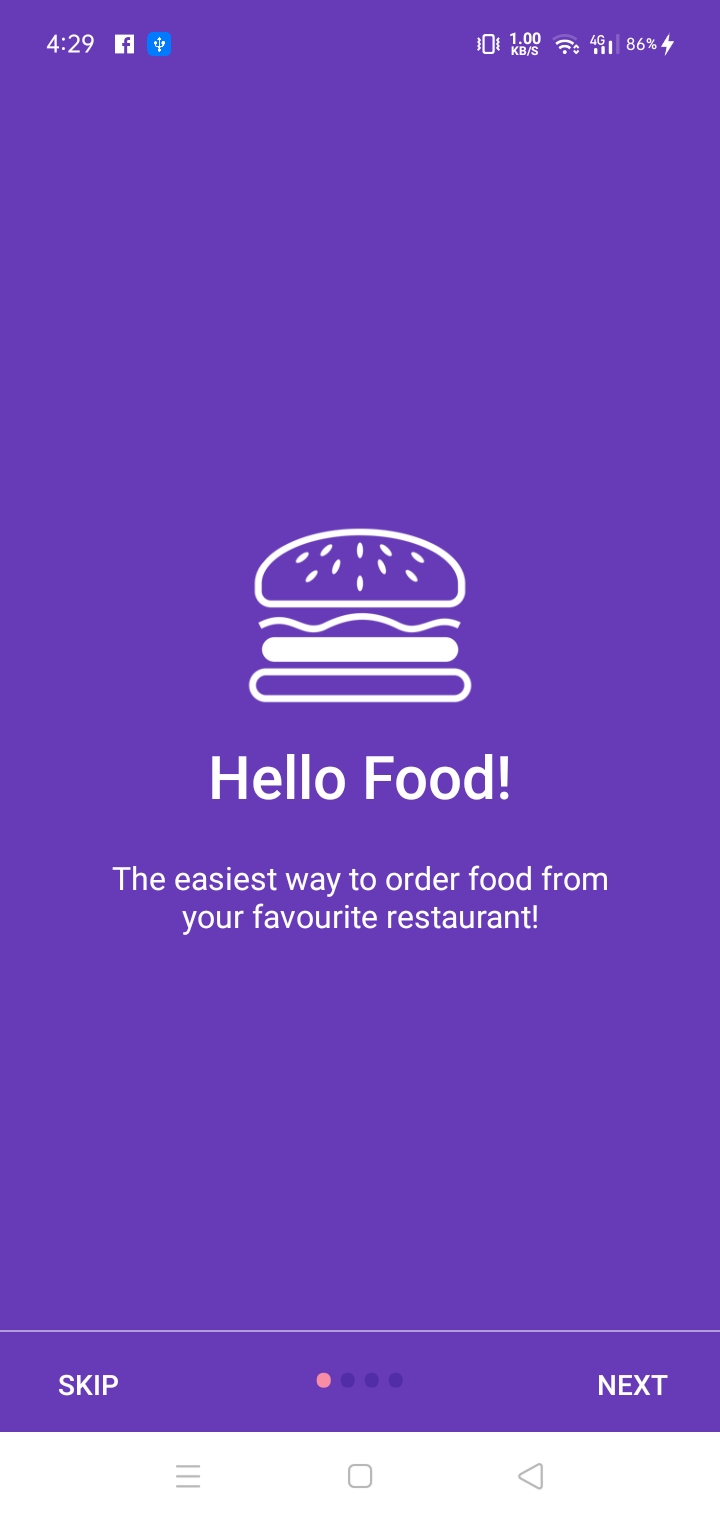 4:29
1.00
KB/S
4G
86%
Hello Food!
The easiest way to order food from
your favourite restaurant!
SKIP
NEXT